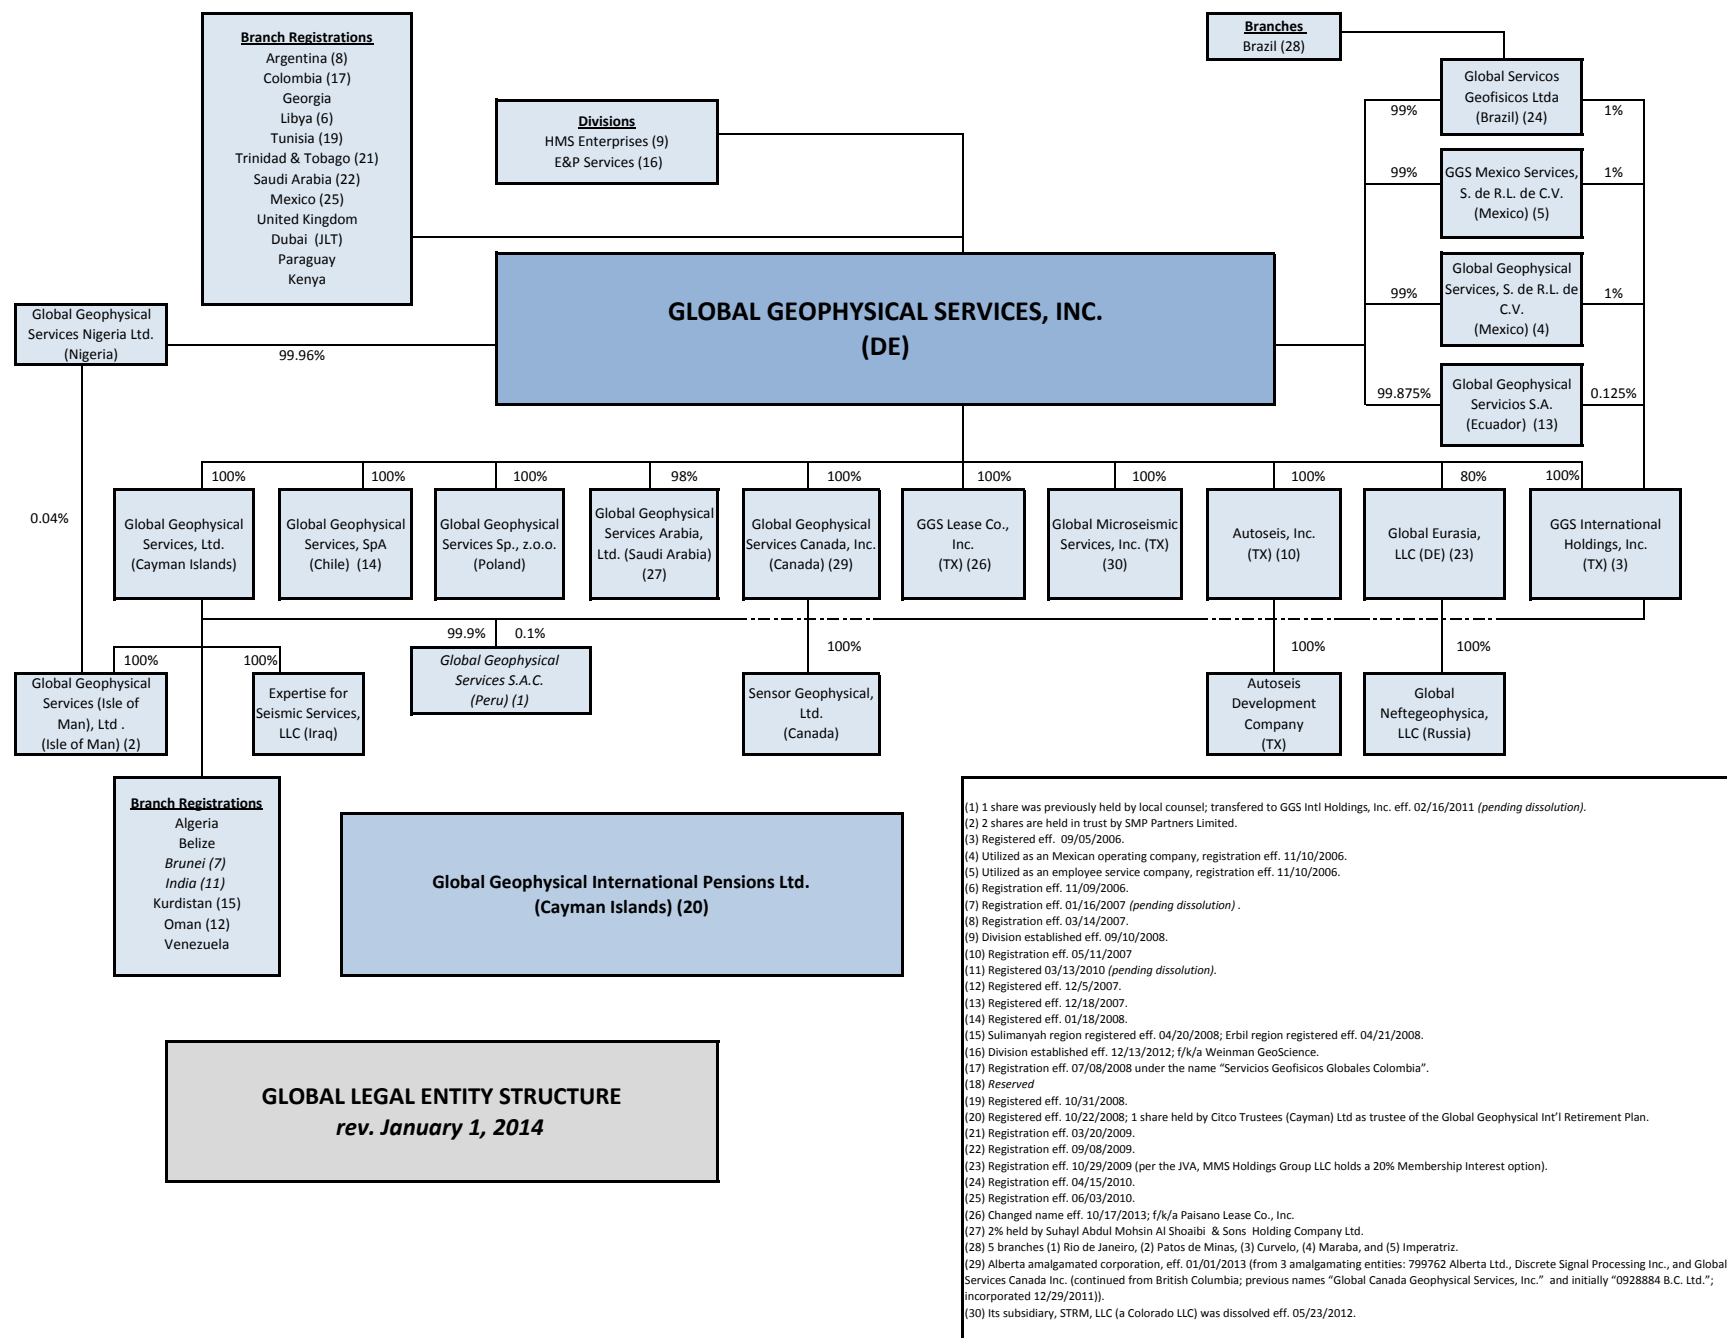 Branch Registrations
Argentina (8)
Colombia (17)
Georgia
Libya (6)
Tunisia (19)
Trinidad & Tobago (21)
Saudi Arabia (22)
Mexico (25)
United Kingdom
Dubai  (JLT)
Paraguay
Kenya
Divisions
HMS Enterprises (9)
E&P Services (16)
Branches
Brazil (28)
Global Servicos
Geofisicos Ltda
(Brazil) (24)
99%
1%
GGS Mexico Services,
S. de R.L. de C.V.
(Mexico) (5)
99%
1%
Global Geophysical
Services, S. de R.L. de
C.V.
(Mexico) (4)
99%
1%
Global Geophysical
Servicios S.A.
(Ecuador)  (13)
99.875%
0.125%
GLOBAL GEOPHYSICAL SERVICES, INC.
(DE)
Global Geophysical
Services Nigeria Ltd.
(Nigeria)
99.96%
0.04%
100%
Global Geophysical
Services, Ltd.
(Cayman Islands)
100%
Global Geophysical
Services, SpA
(Chile)  (14)
100%
Global Geophysical
Services Sp., z.o.o.
(Poland)
98%
Global Geophysical
Services Arabia,
Ltd. (Saudi Arabia)
(27)
100%
Global Geophysical
Services Canada, Inc.
(Canada) (29)
100%
GGS Lease Co.,
Inc.
(TX) (26)
100%
Global Microseismic
Services, Inc. (TX)
(30)
100%
Autoseis, Inc.
(TX) (10)
80%
Global Eurasia,
LLC (DE) (23)
100%
GGS International
Holdings, Inc.
(TX) (3)
100%
Global Geophysical
Services (Isle of
Man), Ltd .
(Isle of Man) (2)
100%
Expertise for
Seismic Services,
LLC (Iraq)
99.9%
0.1%
Global Geophysical
Services S.A.C.
(Peru) (1)
100%
Sensor Geophysical,
Ltd.
(Canada)
100%
Autoseis
Development
Company
(TX)
100%
Global
Neftegeophysica,
LLC (Russia)
Branch Registrations
Algeria
Belize
Brunei (7)
India (11)
Kurdistan (15)
Oman (12)
Venezuela
Global Geophysical International Pensions Ltd.
(Cayman Islands) (20)
GLOBAL LEGAL ENTITY STRUCTURE
rev. January 1, 2014
(1) 1 share was previously held by local counsel; transfered to GGS Intl Holdings, Inc. eff. 02/16/2011 (pending dissolution).
(2) 2 shares are held in trust by SMP Partners Limited.
(3) Registered eff.  09/05/2006.
(4) Utilized as an Mexican operating company, registration eff. 11/10/2006.
(5) Utilized as an employee service company, registration eff. 11/10/2006.
(6) Registration eff. 11/09/2006.
(7) Registration eff. 01/16/2007 (pending dissolution) .
(8) Registration eff. 03/14/2007.
(9) Division established eff. 09/10/2008.
(10) Registration eff. 05/11/2007
(11) Registered 03/13/2010 (pending dissolution).
(12) Registered eff. 12/5/2007.
(13) Registered eff. 12/18/2007.
(14) Registered eff. 01/18/2008.
(15) Sulimanyah region registered eff. 04/20/2008; Erbil region registered eff. 04/21/2008.
(16) Division established eff. 12/13/2012; f/k/a Weinman GeoScience.
(17) Registration eff. 07/08/2008 under the name “Servicios Geofisicos Globales Colombia”.
(18) Reserved
(19) Registered eff. 10/31/2008.
(20) Registered eff. 10/22/2008; 1 share held by Citco Trustees (Cayman) Ltd as trustee of the Global Geophysical Int’l Retirement Plan.
(21) Registration eff. 03/20/2009.
(22) Registration eff. 09/08/2009.
(23) Registration eff. 10/29/2009 (per the JVA, MMS Holdings Group LLC holds a 20% Membership Interest option).
(24) Registration eff. 04/15/2010.
(25) Registration eff. 06/03/2010.
(26) Changed name eff. 10/17/2013; f/k/a Paisano Lease Co., Inc.
(27) 2% held by Suhayl Abdul Mohsin Al Shoaibi  & Sons  Holding Company Ltd.
(28) 5 branches (1) Rio de Janeiro, (2) Patos de Minas, (3) Curvelo, (4) Maraba, and (5) Imperatriz.
(29) Alberta amalgamated corporation, eff. 01/01/2013 (from 3 amalgamating entities: 799762 Alberta Ltd., Discrete Signal Processing Inc., and Global
Services Canada Inc. (continued from British Columbia; previous names “Global Canada Geophysical Services, Inc.”  and initially “0928884 B.C. Ltd.”;
incorporated 12/29/2011)).
(30) Its subsidiary, STRM, LLC (a Colorado LLC) was dissolved eff. 05/23/2012.